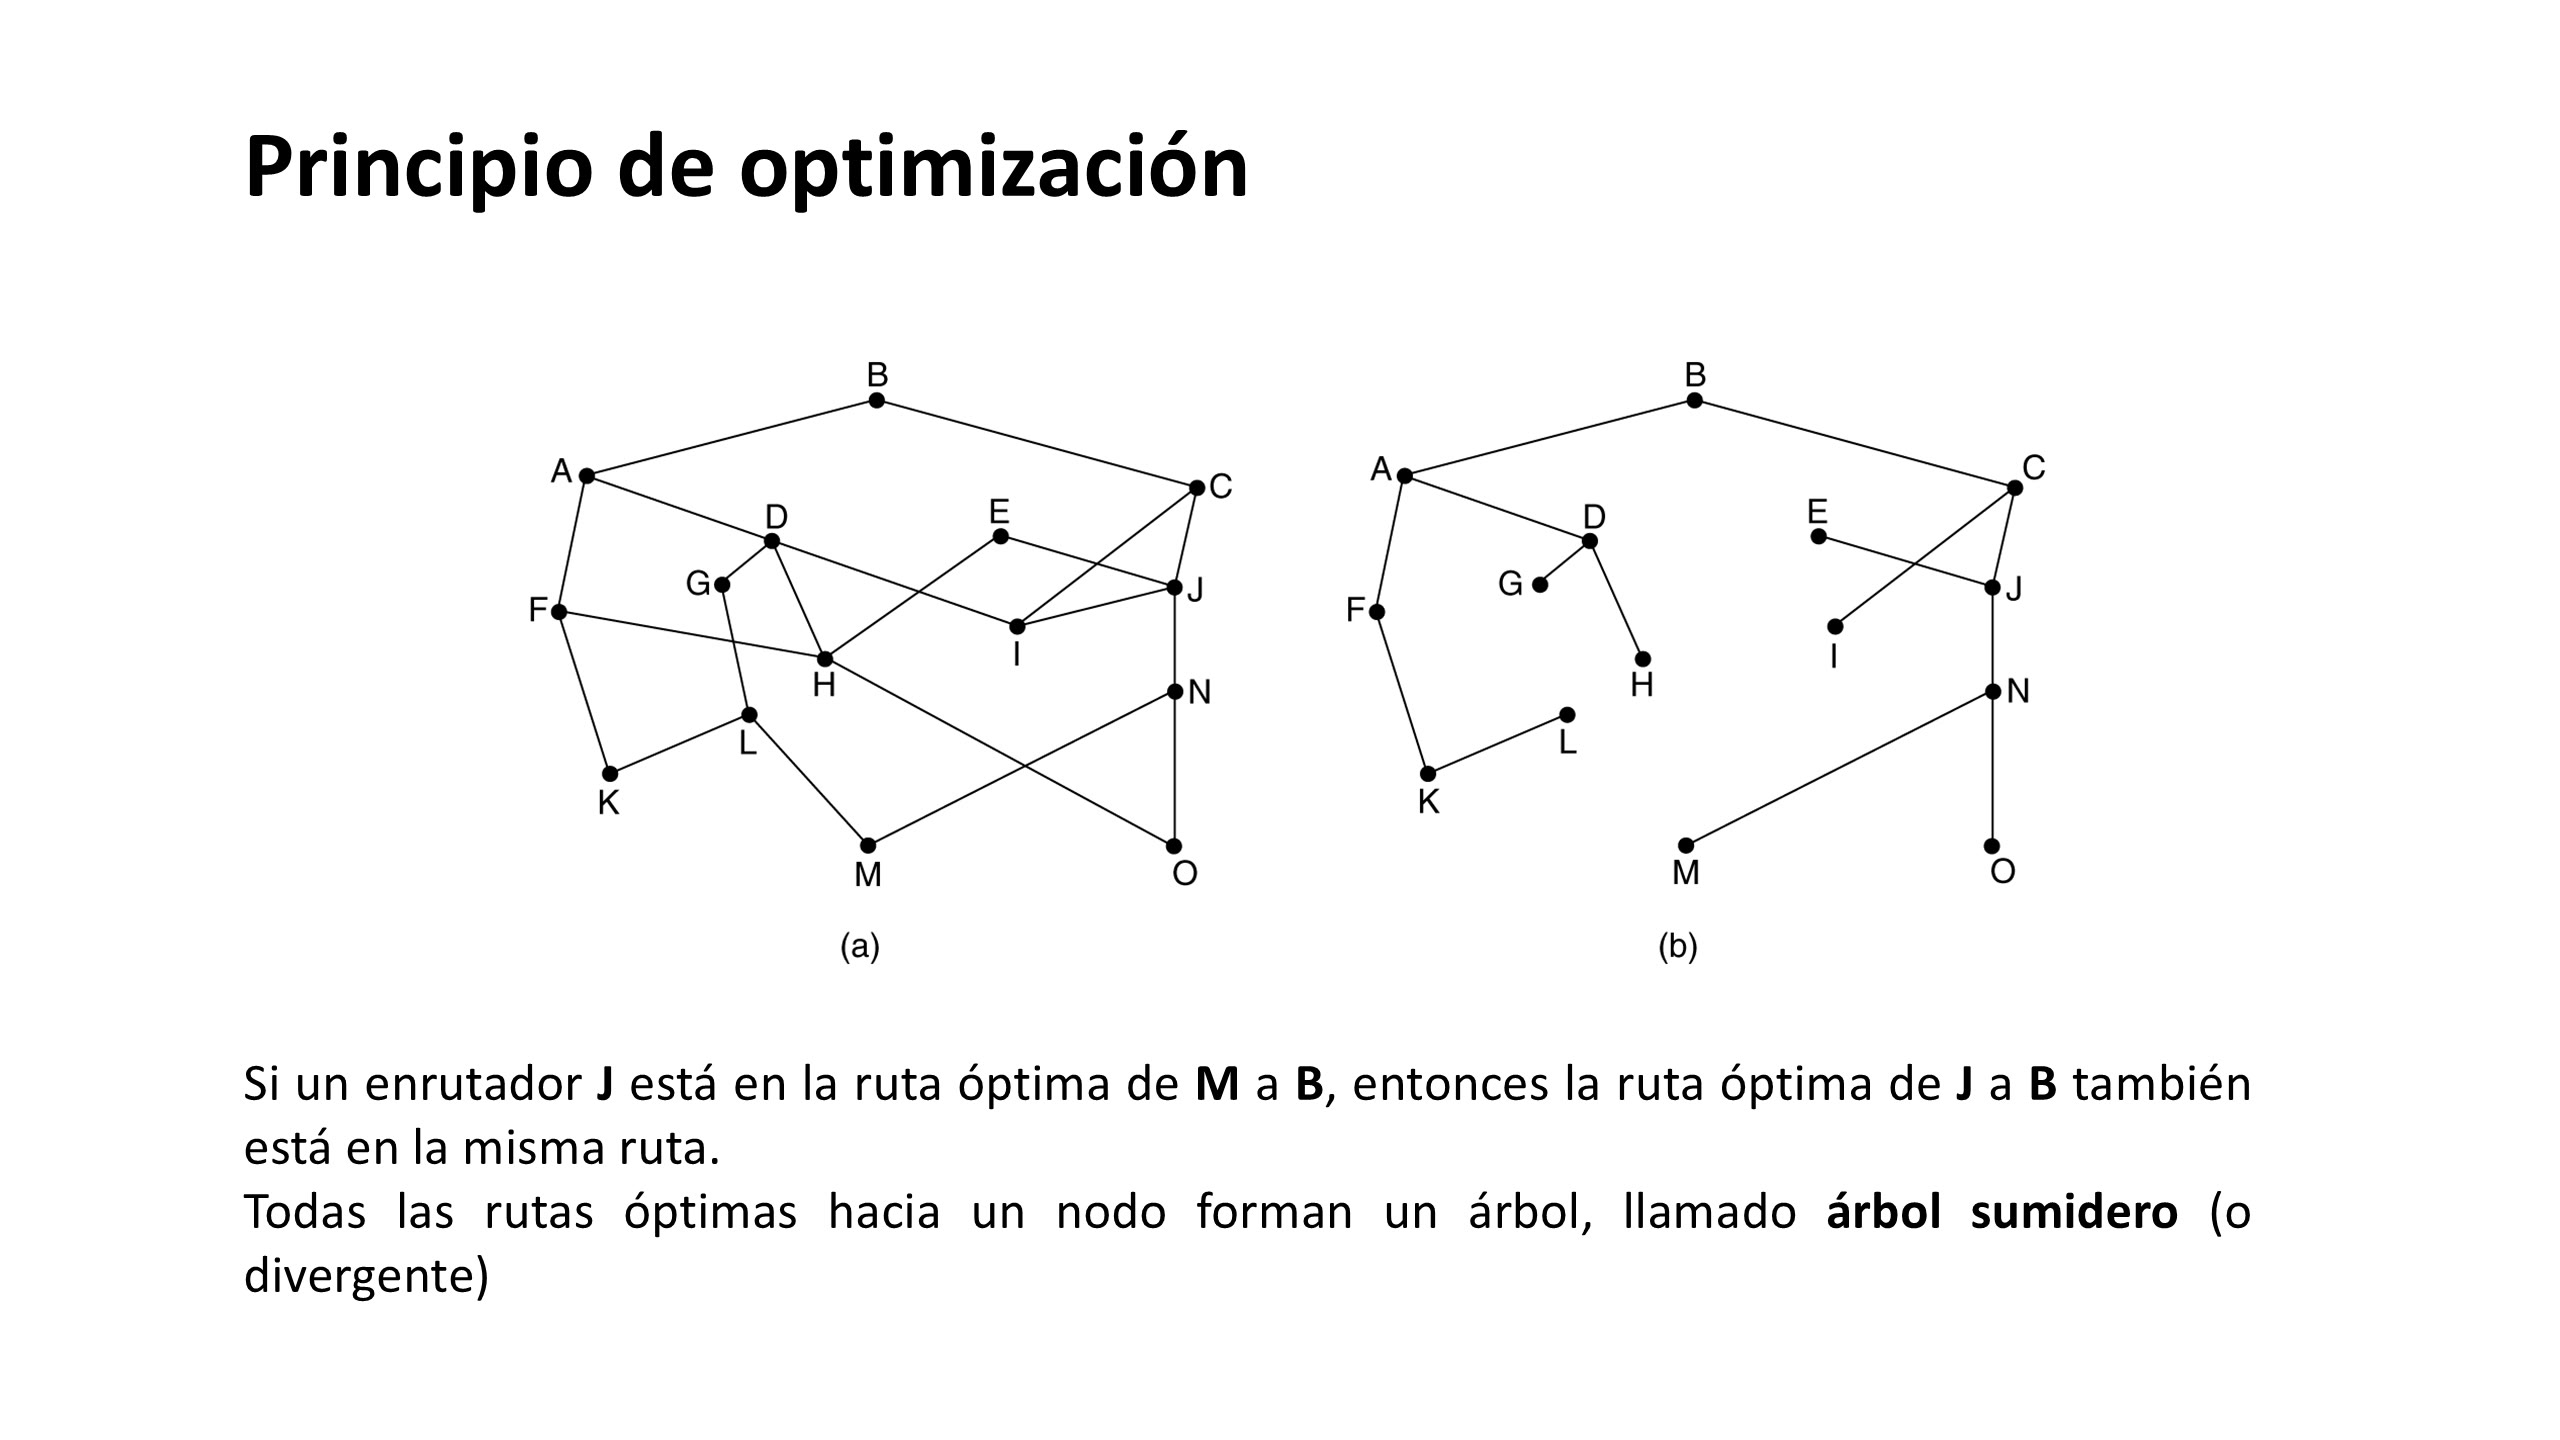 Principio de optimización
B
B
A
C
A
C
D
E
D
E
G
J
G
J
F
F
I
I
H
H
N
N
L
L
K
K
M
O
M
O
(a)
(b)
Si un enrutador J está en la ruta óptima de M a B, entonces la ruta óptima de J a B también
está en la misma ruta.
Todas las rutas óptimas hacia un nodo forman un árbol, llamado árbol sumidero (o
divergente)